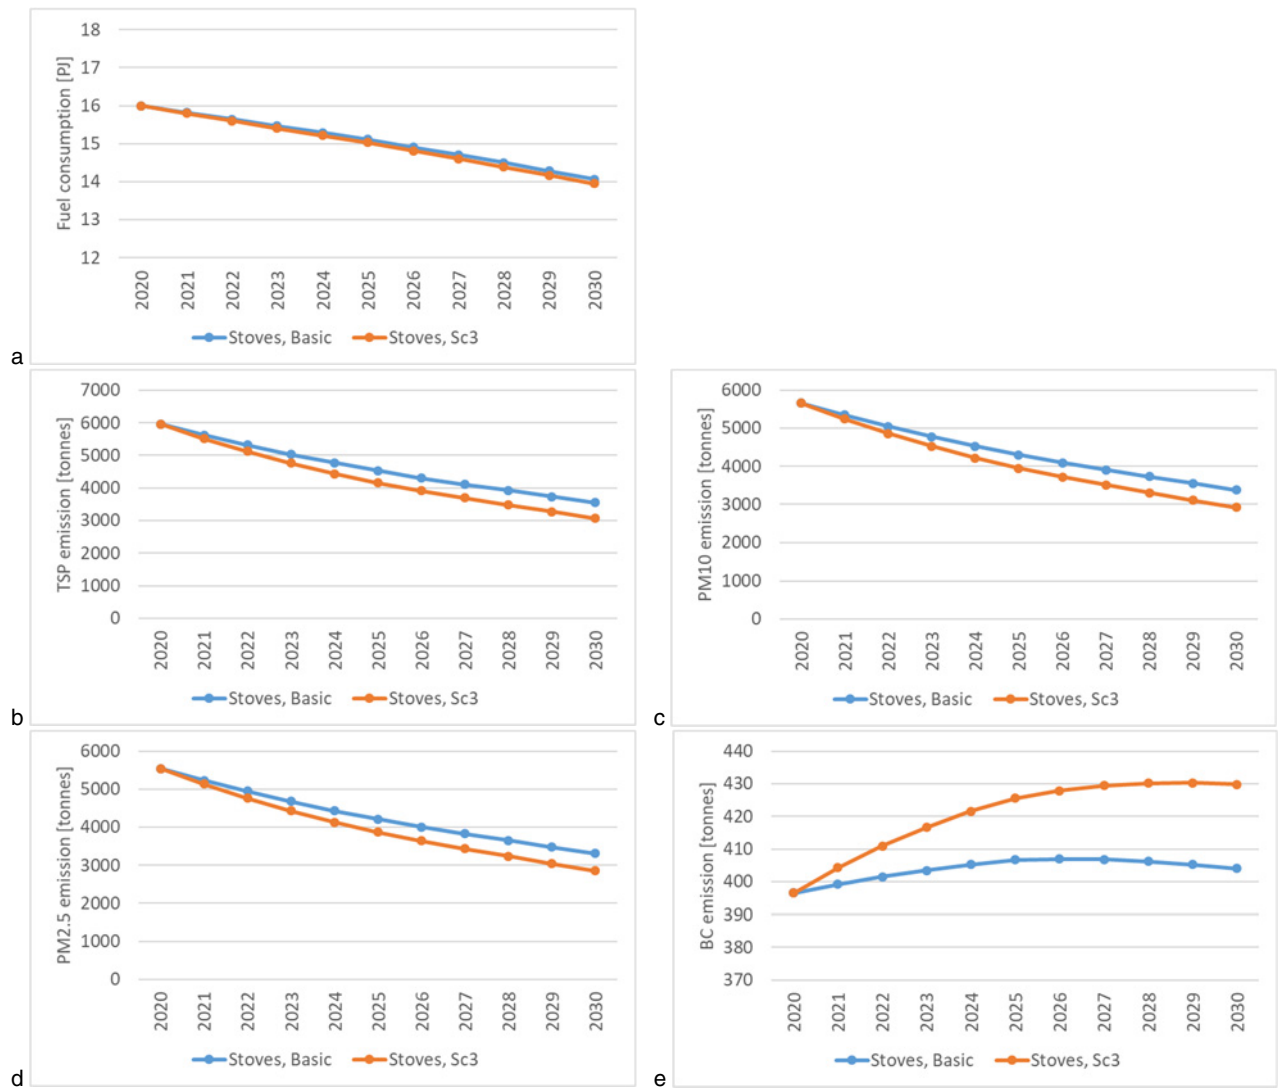 Fuel consumption [PJ]
18
17
16
15
14
13
12
2020 2021 2022 2023 2024 2025 2026 2027 2028 2029 2030
Stoves, Basic Stoves, Sc3
a
TSP emission [tonnes]
7000
6000
5000
4000
3000
2000
1000
0
2020 2021 2022 2023 2024 2025 2026 2027 2028 2029 2030
Stoves, Basic Stoves, Sc3
b
PM10 emission [tonnes]
6000
5000
4000
3000
2000
1000
0
2020 2021 2022 2023 2024 2025 2026 2027 2028 2029 2030
Stoves, Basic Stoves, Sc3
c
PM2.5 emission [tonnes]
6000
5000
4000
3000
2000
1000
0
2020 2021 2022 2023 2024 2025 2026 2027 2028 2029 2030
Stoves, Basic Stoves, Sc3
d
BC emission [tonnes]
440
430
420
410
400
390
380
370
2020 2021 2022 2023 2024 2025 2026 2027 2028 2029 2030
Stoves, Basic Stoves, Sc3
e